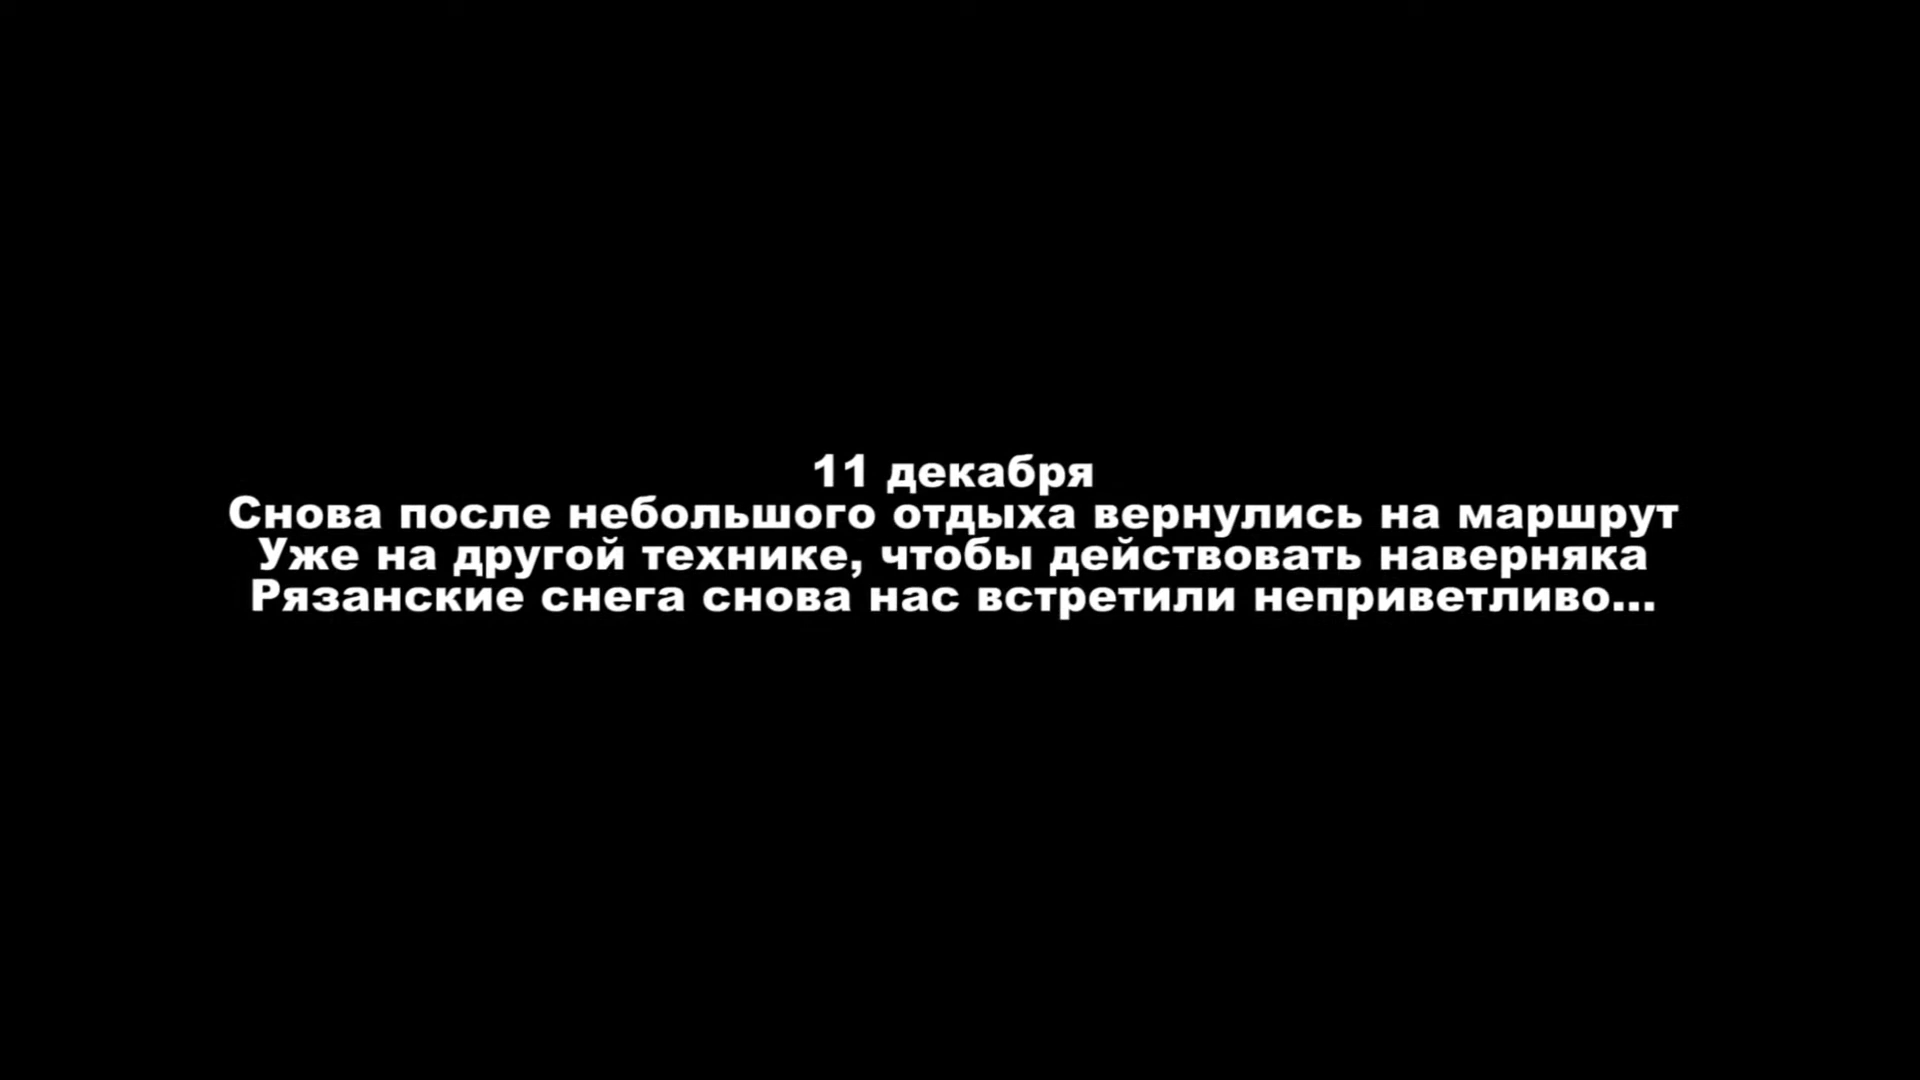 11 декабря
Снова после небольшого отдыха вернулись на маршрут
Уже на другой технике, чтобы действовать наверняка
Рязанские снега снова нас встретили неприветливо...